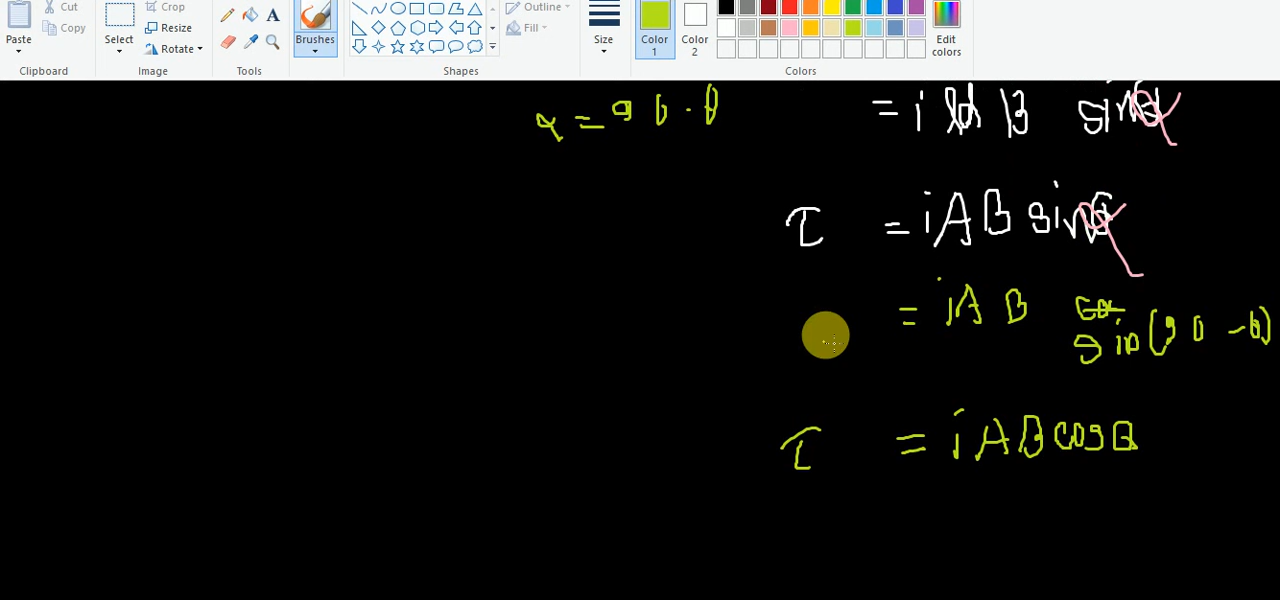 Cut
Copy
Paste
Clipboard
Select
Crop
Resize
Rotate
Image
A
Tools
Brushes
Outline
Fill
Shapes
Size
Color 1
Color 2
Edit colors
Colors
α = 90 - θ
= i lb B sinα
τ = iAB sinα
= iAB sin(90 - θ)
τ = iAB cosθ